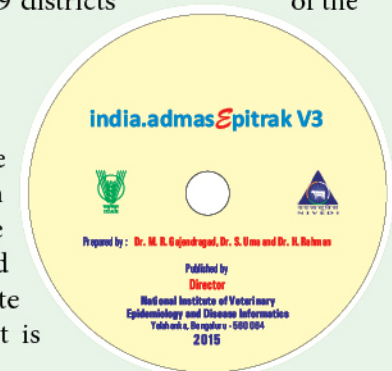 9 districts of the
india.admasEpitrak V3
NIVEDI
Prepared by : Dr. M. R. Gajendragad, Dr. S. Uma and Dr. H. Rahman
Published by
Director
National Institute of Veterinary
Epidemiology and Disease Informatics
Yelahanka, Bengaluru - 560 064
2015
t is